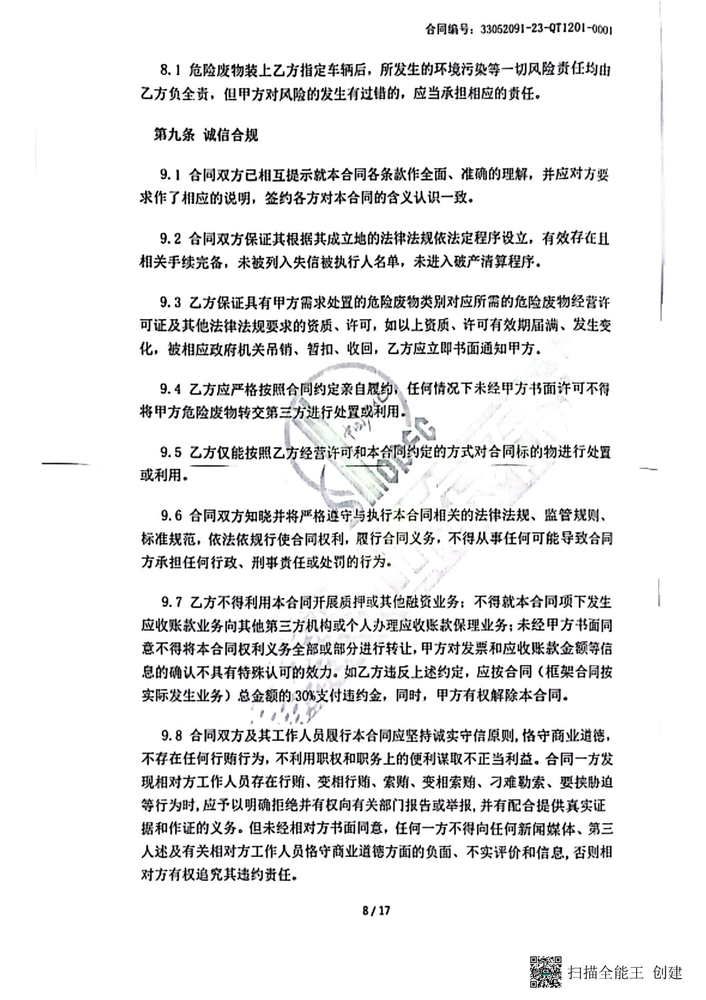 合同编号：33052091-23-QT1201-0001
8.1 危险废物装上乙方指定车辆后，所发生的环境污染等一切风险责任均由
乙方负全责，但甲方对风险的发生有过错的，应当承担相应的责任。
第九条 诚信合规
9.1 合同双方已相互提示就本合同各条款作全面、准确的理解，并应对方要
求作了相应的说明，签约各方对本合同的含义认识一致。
9.2 合同双方保证其根据其成立地的法律法规依法定程序设立，有效存在且
相关手续完备，未被列入失信被执行人名单，未进入破产清算程序。
9.3 乙方保证具有甲方需求处置的危险废物类别对应所需的危险废物经营许
可证及其他法律法规要求的资质、许可，如以上资质、许可有效期届满、发生变
化，被相应政府机关吊销、暂扣、收回，乙方应立即书面通知甲方。
9.4 乙方应严格按照合同约定亲自履约，任何情况下未经甲方书面许可不得
将甲方危险废物转交第三方进行处置或利用。
SINOPEC
9.5 乙方仅能按照乙方经营许可和本合同约定的方式对合同标的物进行处置
或利用。
9.6 合同双方知晓并将严格遵守与执行本合同相关的法律法规、监管规则、
标准规范，依法依规行使合同权利，履行合同义务，不得从事任何可能导致合同
方承担任何行政、刑事责任或处罚的行为。
9.7 乙方不得利用本合同开展质押或其他融资业务；不得就本合同项下发生
应收账款业务向其他第三方机构或个人办理应收账款保理业务；未经甲方书面同
意不得将本合同权利义务全部或部分进行转让，甲方对发票和应收账款金额等信
息的确认不具有特殊认可的效力。如乙方违反上述约定，应按合同（框架合同按
实际发生业务）总金额的30%支付违约金，同时，甲方有权解除本合同。
9.8 合同双方及其工作人员履行本合同应坚持诚实守信原则，恪守商业道德，
不存在任何行贿行为，不利用职权和职务上的便利谋取不正当利益。合同一方发
现相对方工作人员存在行贿、变相行贿、索贿、变相索贿、刁难勒索、要挟胁迫
等行为时，应予以明确拒绝并有权向有关部门报告或举报，并有配合提供真实证
据和作证的义务。但未经相对方书面同意，任何一方不得向任何新闻媒体、第三
人述及有关相对方工作人员恪守商业道德方面的负面、不实评价和信息，否则相
对方有权追究其违约责任。
8 / 17
CS
扫描全能王 创建